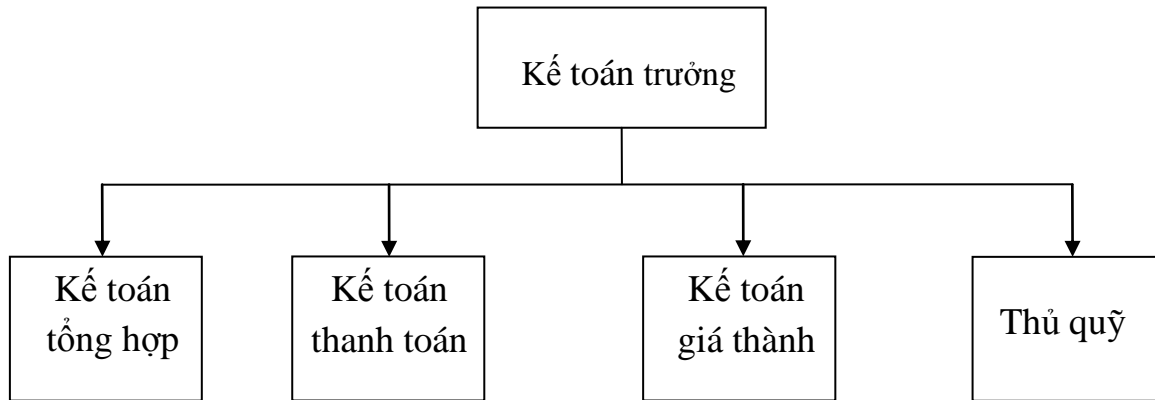 Kế toán trưởng
Kế toán
tổng hợp
Kế toán
thanh toán
Kế toán
giá thành
Thủ quỹ